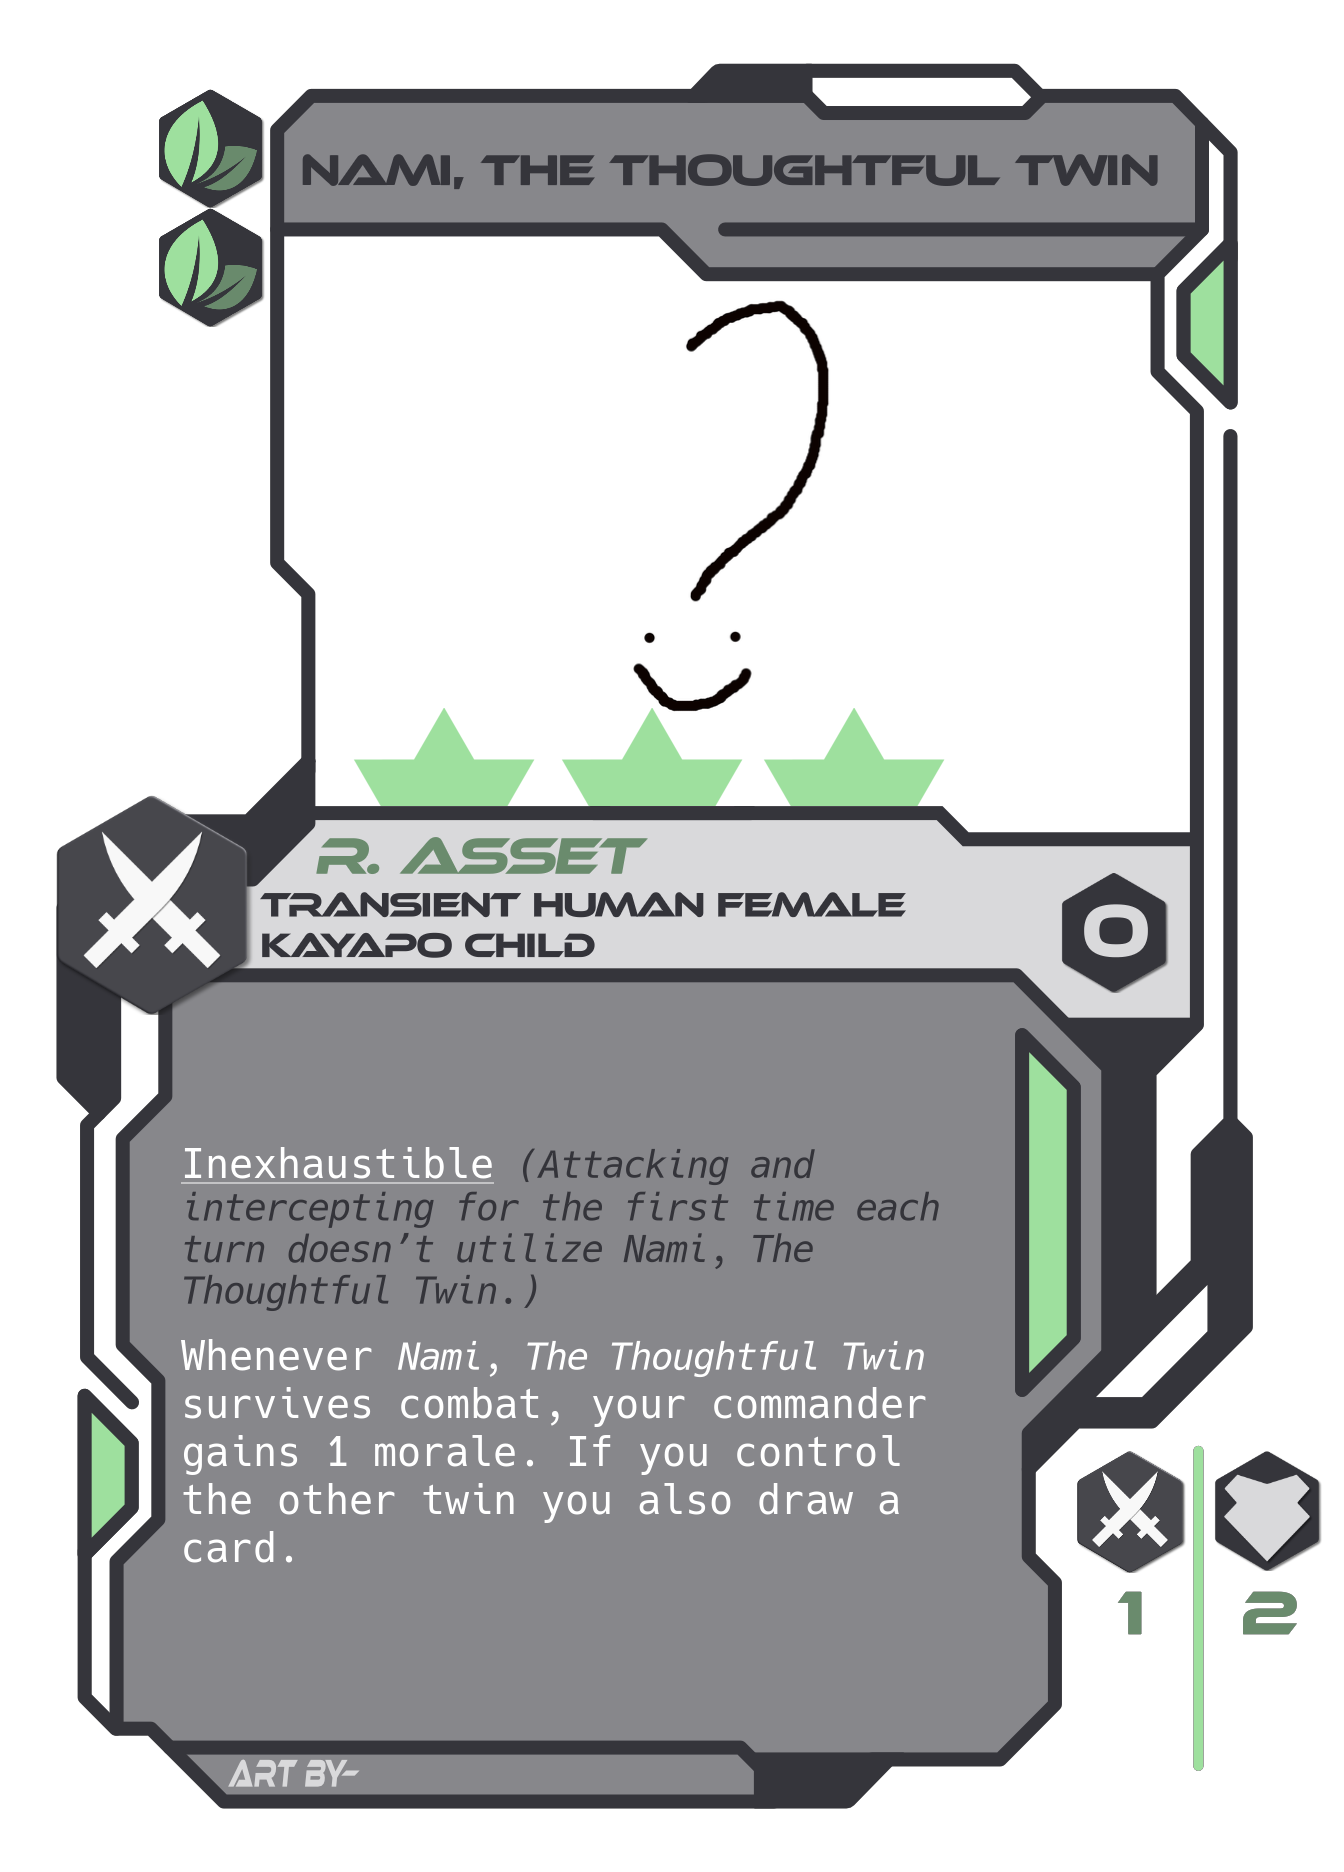 NAMI, THE THOUGHTFUL TWIN
R. ASSET
TRANSIENT HUMAN FEMALE
KAYAPO CHILD
0
Inexhaustible (Attacking and
intercepting for the first time each
turn doesn’t utilize Nami, The
Thoughtful Twin.)
Whenever Nami, The Thoughtful Twin
survives combat, your commander
gains 1 morale. If you control
the other twin you also draw a
card.
1
2
ART BY-